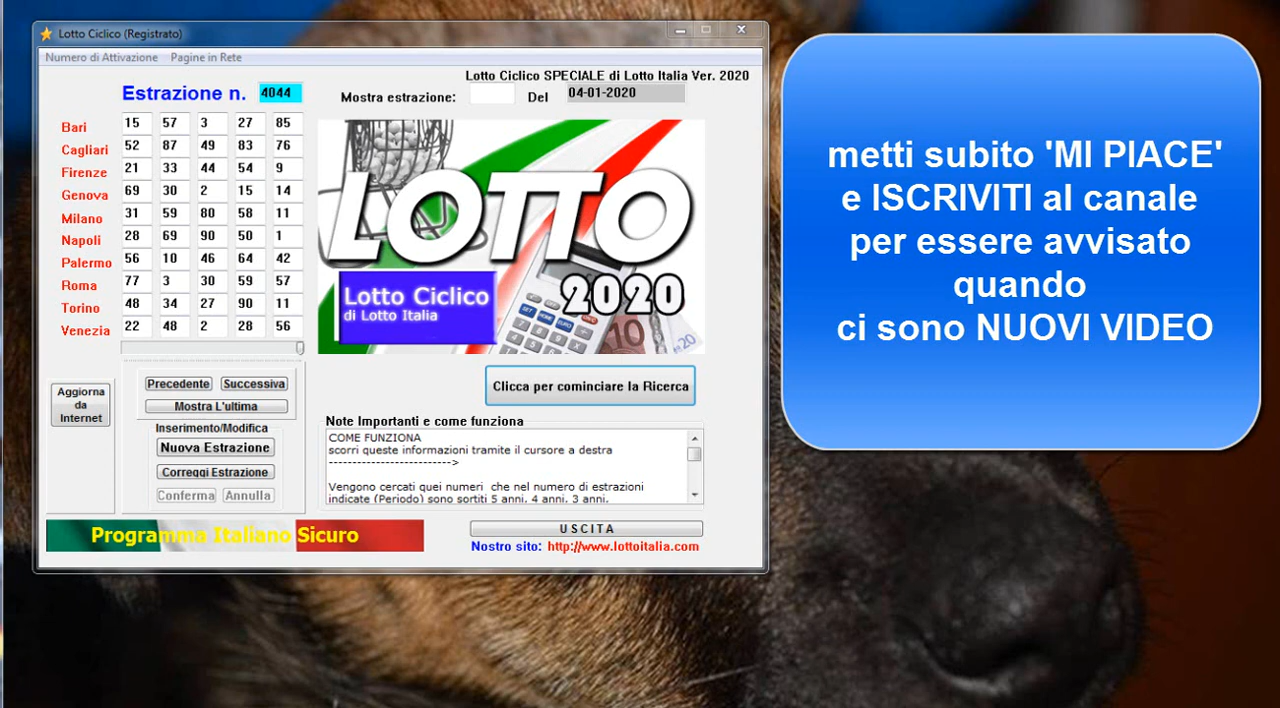 Lotto Ciclico (Registrato)
Numero di Attivazione Pagine in Rete
Lotto Ciclico SPECIALE di Lotto Italia Ver. 2020
Estrazione n. 4044
Mostra estrazione: Del 04-01-2020
Bari 15 57 3 27 85
Cagliari 52 87 49 83 76
Firenze 21 33 44 54 9
Genova 69 30 2 15 14
Milano 31 59 80 58 11
Napoli 28 69 90 50 1
Palermo 56 10 46 64 42
Roma 77 3 30 59 57
Torino 48 34 27 90 11
Venezia 22 48 2 28 56
LOTTO
2020
Lotto Ciclico
di Lotto Italia
10
20
Aggiorna
da
Internet
Precedente Successiva
Mostra L'ultima
Inserimento/Modifica
Nuova Estrazione
Correggi Estrazione
Conferma Annulla
Clicca per cominciare la Ricerca
Note Importanti e come funziona
COME FUNZIONA
scorri queste informazioni tramite il cursore a destra
------------------------->
Vengono cercati quei numeri che nel numero di estrazioni
indicate (Periodo) sono sortiti 5 anni, 4 anni, 3 anni.
Programma Italiano Sicuro
USCITA
Nostro sito: http://www.lottoitalia.com
metti subito 'MI PIACE'
e ISCRIVITI al canale
per essere avvisato
quando
ci sono NUOVI VIDEO